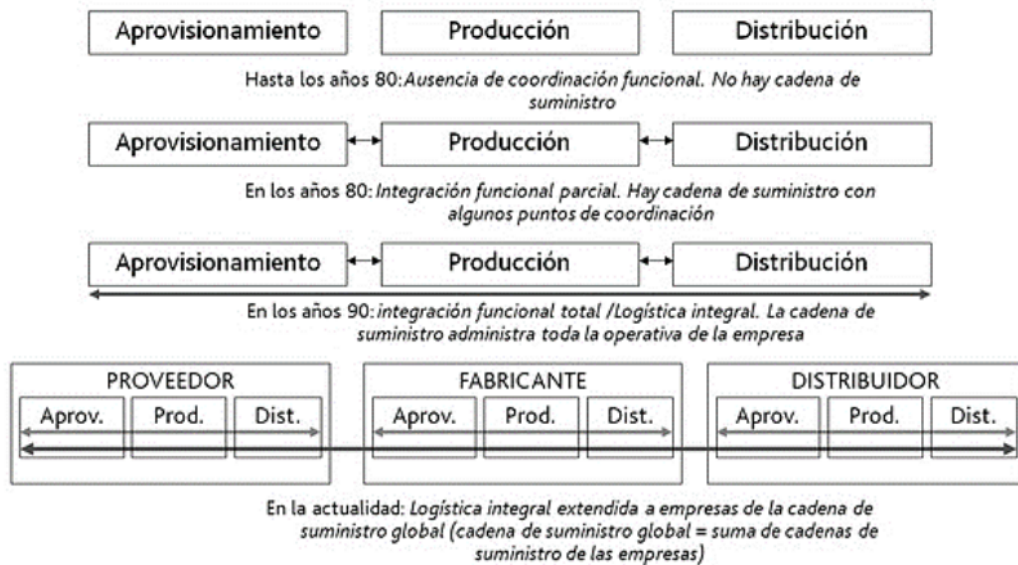 Aprovisionamiento Producción Distribución
Hasta los años 80: Ausencia de coordinación funcional. No hay cadena de
suministro
Aprovisionamiento Producción Distribución
En los años 80: Integración funcional parcial. Hay cadena de suministro con
algunos puntos de coordinación
Aprovisionamiento Producción Distribución
En los años 90: integración funcional total /Logística integral. La cadena de
suministro administra toda la operativa de la empresa
PROVEEDOR FABRICANTE DISTRIBUIDOR
Aprov. Prod. Dist. Aprov. Prod. Dist. Aprov. Prod. Dist.
En la actualidad: Logística integral extendida a empresas de la cadena de
suministro global (cadena de suministro global = suma de cadenas de
suministro de las empresas)